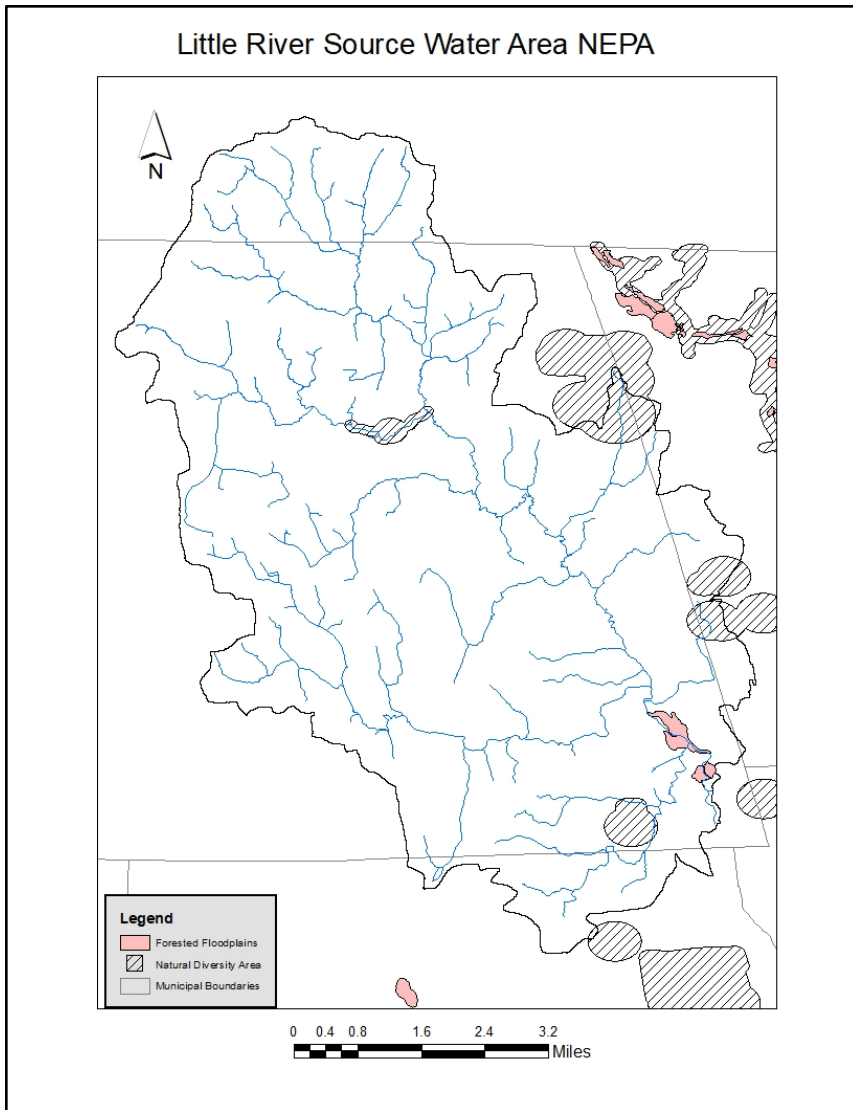 Little River Source Water Area NEPA
N
Legend
Forested Floodplains
Natural Diversity Area
Municipal Boundaries
0 0.4 0.8 1.6 2.4 3.2
Miles